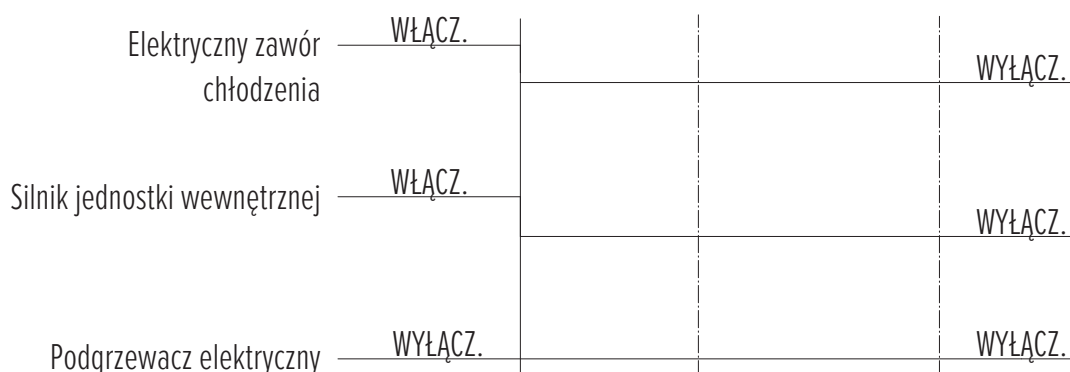 Elektryczny zawór
chłodzenia
WŁĄCZ.
WYŁĄCZ.
Silnik jednostki wewnętrznej
WŁĄCZ.
WYŁĄCZ.
Podgrzewacz elektryczny
WYŁĄCZ.
WYŁĄCZ.